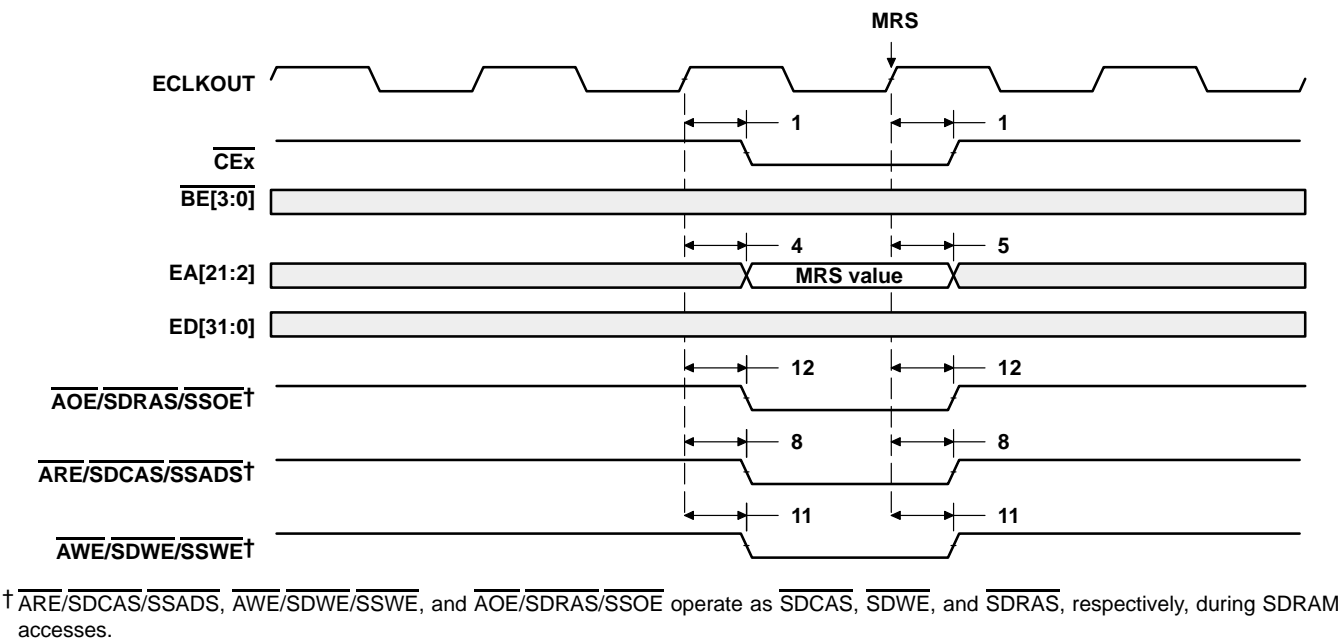 MRS
ECLKOUT
1 1
CEx
BE[3:0]
4 5
EA[21:2] MRS value
ED[31:0]
12 12
AOE/SDRAS/SSOE†
8 8
ARE/SDCAS/SSADS†
11 11
AWE/SDWE/SSWE†
† ARE/SDCAS/SSADS, AWE/SDWE/SSWE, and AOE/SDRAS/SSOE operate as SDCAS, SDWE, and SDRAS, respectively, during SDRAM
accesses.